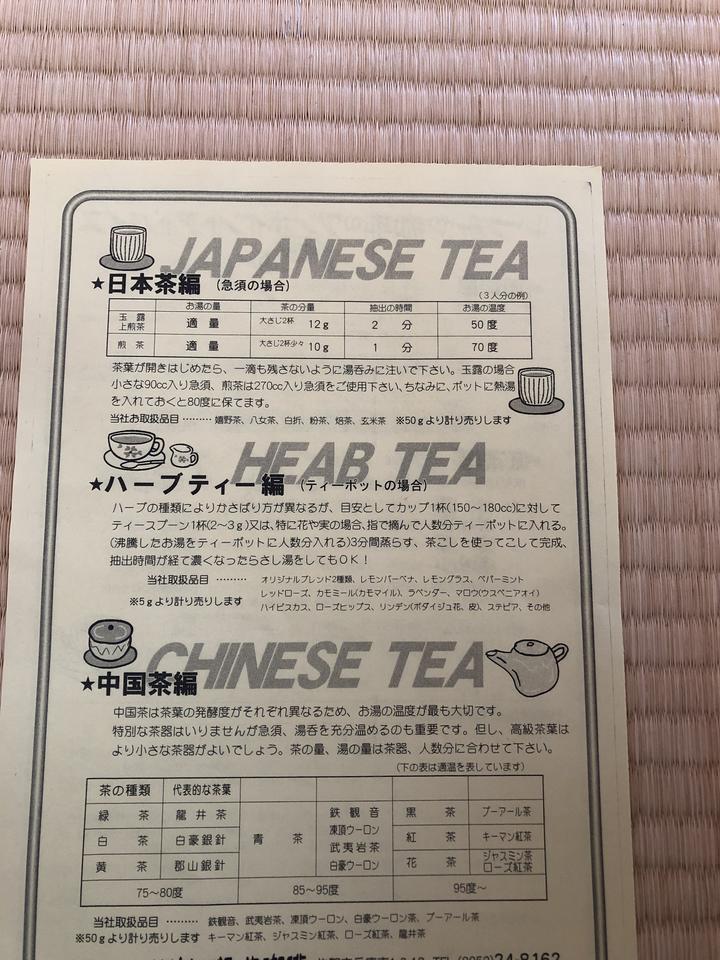 JAPANESE TEA
★日本茶編 (急須の場合)
(3人分の例)
お湯の量 茶の分量 抽出の時間 お湯の温度
玉露 上煎茶 適量 大さじ2杯 12g 2分 50度
煎茶 適量 大さじ2杯少々 10g 1分 70度
茶葉が開きはじめたら、一滴も残さないように湯呑みに注いで下さい。玉露の場合
小さな90cc入り急須、煎茶は270cc入り急須をご使用下さい、ちなみに、ポットに熱湯
を入れておくと80度に保てます。
当社お取扱品目 ……… 嬉野茶、八女茶、白折、粉茶、焙茶、玄米茶 ※50gより計り売りします
HEAB TEA
★ハーブティー編 (ティーポットの場合)
ハーブの種類によりかさばり方が異なるが、目安としてカップ1杯(150〜180cc)に対して
ティースプーン1杯(2〜3g)又は、特に花や実の場合、指で摘んで人数分ティーポットに入れる。
(沸騰したお湯をティーポットに人数分入れる)3分間蒸らす、茶こしを使ってこして完成、
抽出時間が経て濃くなったらさし湯をしてもOK!
当社取扱品目 ……… オリジナルブレンド2種類、レモンバーベナ、レモングラス、ペパーミント
レッドローズ、カモミール(カモマイル)、ラベンダー、マロウ(ウスベニアオイ)
※5gより計り売りします
ハイビスカス、ローズヒップス、リンデン(ボダイジュ花、皮)、ステビア、その他
CHINESE TEA
★中国茶編
中国茶は茶葉の発酵度がそれぞれ異なるため、お湯の温度が最も大切です。
特別な茶器はいりませんが急須、湯呑を充分温めるのも重要です。但し、高級茶葉は
より小さな茶器がよいでしょう。茶の量、湯の量は茶器、人数分に合わせて下さい。
(下の表は適温を表しています)
茶の種類 代表的な茶葉
緑茶 龍井茶 青茶 鉄観音 黒茶 プーアール茶
白茶 白豪銀針 凍頂ウーロン 武夷岩茶 紅茶 キーマン紅茶
黄茶 郡山銀針 白豪ウーロン 花茶 ジャスミン茶 ローズ紅茶
75〜80度 85〜95度 95度〜
当社取扱品目 ……… 鉄観音、武夷岩茶、凍頂ウーロン、白豪ウーロン茶、プーアール茶
※50gより計り売りします キーマン紅茶、ジャスミン紅茶、ローズ紅茶、龍井茶